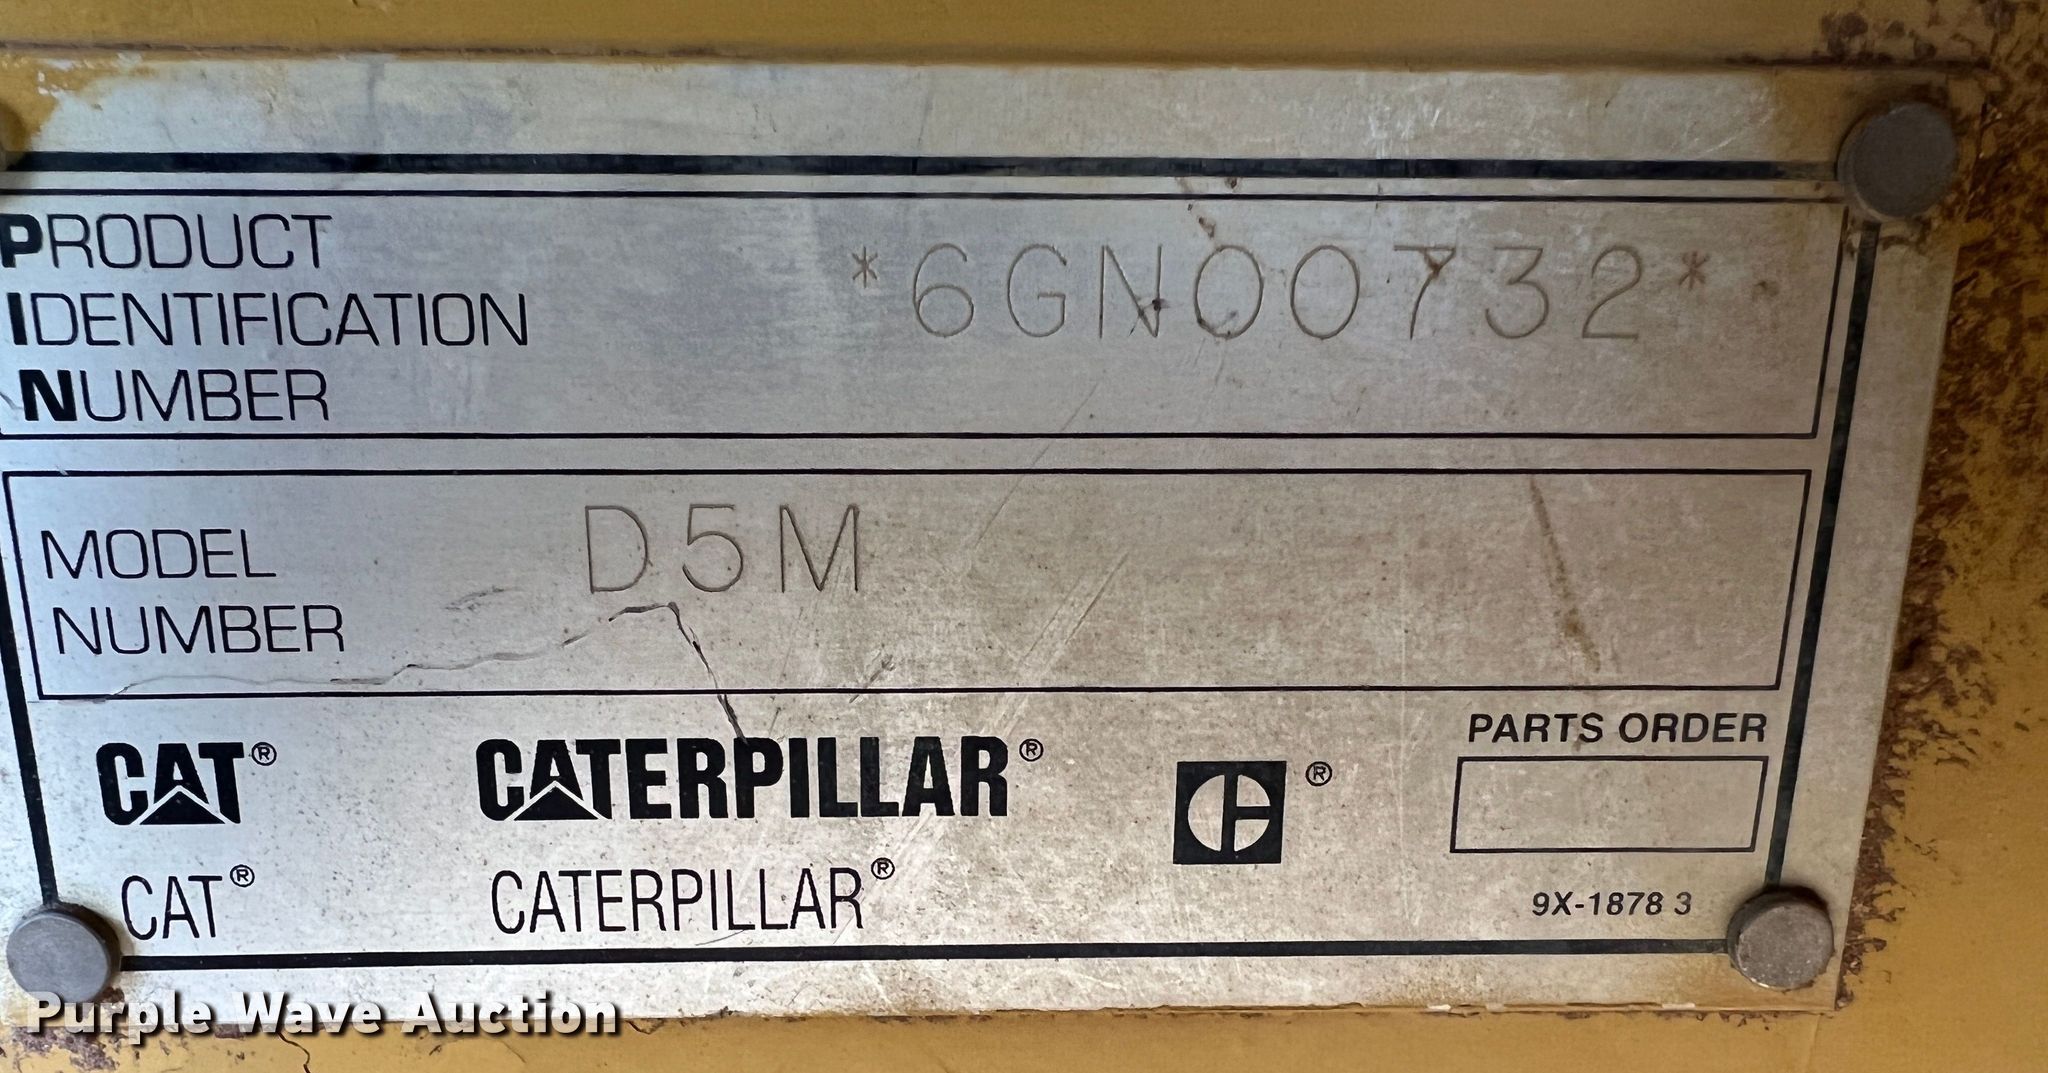 PRODUCT
IDENTIFICATION
NUMBER
*6GN00732*
MODEL
NUMBER
D5M
PARTS ORDER
CAT® CATERPILLAR® ®
CAT® CATERPILLAR®
9X-1878 3
Purple Wave Auction